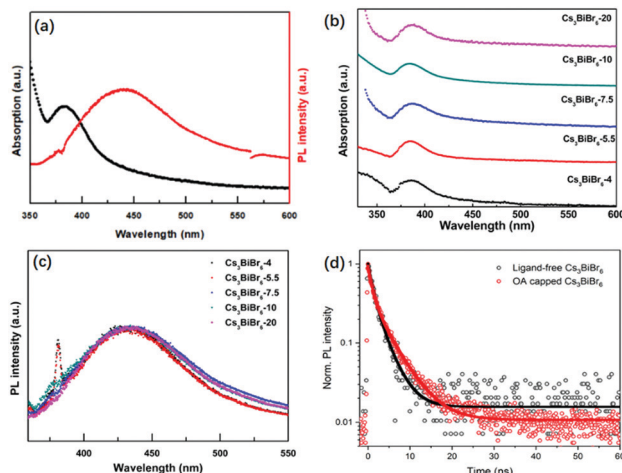 (a)
Absorption (a.u.)
PL intensity (a.u.)
350 400 450 500 550 600
Wavelength (nm)
(b)
Absorption (a.u.)
Cs₃BiBr₆-20
Cs₃BiBr₆-10
Cs₃BiBr₆-7.5
Cs₃BiBr₆-5.5
Cs₃BiBr₆-4
350 400 450 500 550 600
Wavelength (nm)
(c)
PL intensity (a.u.)
Cs₃BiBr₆-4
Cs₃BiBr₆-5.5
Cs₃BiBr₆-7.5
Cs₃BiBr₆-10
Cs₃BiBr₆-20
400 450 500 550
Wavelength (nm)
(d)
Norm. PL intensity
1
0.1
0.01
Ligand-free Cs₃BiBr₆
OA capped Cs₃BiBr₆
0 10 20 30 40 50 60
Time (ns)